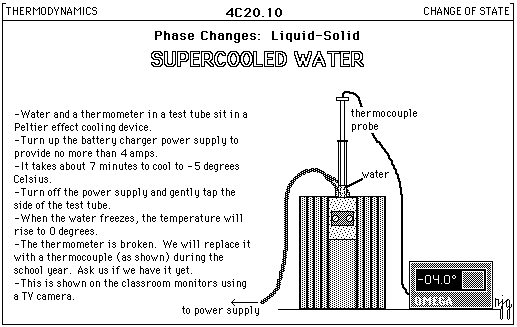 THERMODYNAMICS 4C20.10 CHANGE OF STATE
Phase Changes: Liquid-Solid
SUPERCOOLED WATER
-Water and a thermometer in a test tube sit in a
Peltier effect cooling device.
-Turn up the battery charger power supply to
provide no more than 4 amps.
-It takes about 7 minutes to cool to -5 degrees
Celsius.
-Turn off the power supply and gently tap the
side of the test tube.
-When the water freezes, the temperature will
rise to 0 degrees.
-The thermometer is broken. We will replace it
with a thermocouple (as shown) during the
school year. Ask us if we have it yet.
-This is shown on the classroom monitors using
a TV camera.
thermocouple
probe
water
-04.0°
OMEGA
to power supply